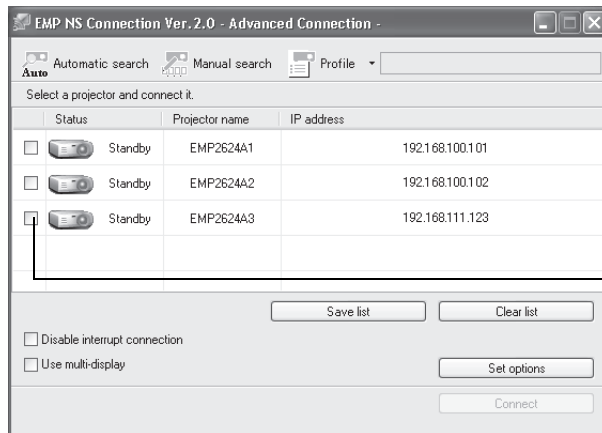 EMP NS Connection Ver. 2.0 - Advanced Connection -
Auto Automatic search Manual search Profile
Select a projector and connect it.
Status Projector name IP address
Standby EMP2624A1 192.168.100.101
Standby EMP2624A2 192.168.100.102
Standby EMP2624A3 192.168.111.123
Save list Clear list
Disable interrupt connection
Use multi-display
Set options
Connect